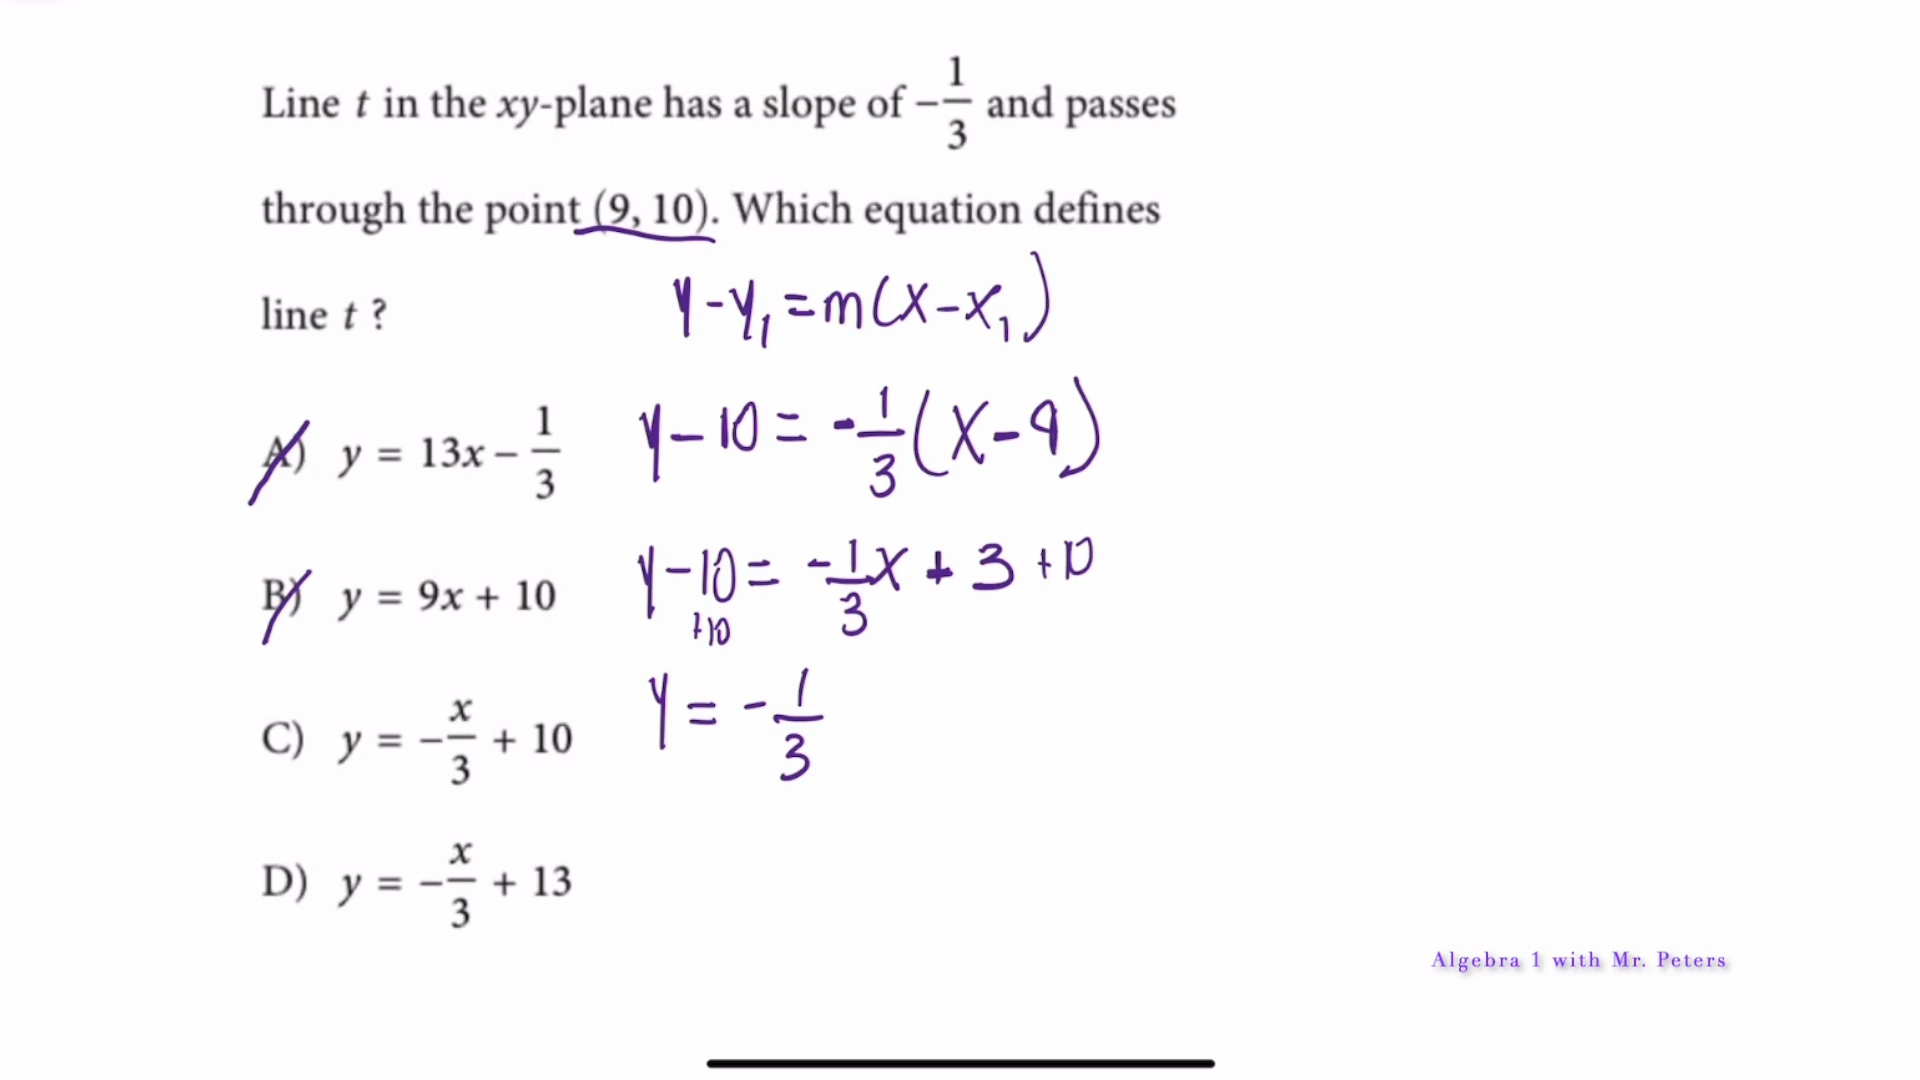 Line t in the xy-plane has a slope of −1/3 and passes
through the point (9, 10). Which equation defines
line t ?
y-y₁=m(x-x₁)
A) y = 13x − 1/3
y-10=-1/3(x-9)
B) y = 9x + 10
y-10=-1/3x+3+10
+10
C) y = −x/3 + 10
y=-1/3
D) y = −x/3 + 13
Algebra 1 with Mr. Peters